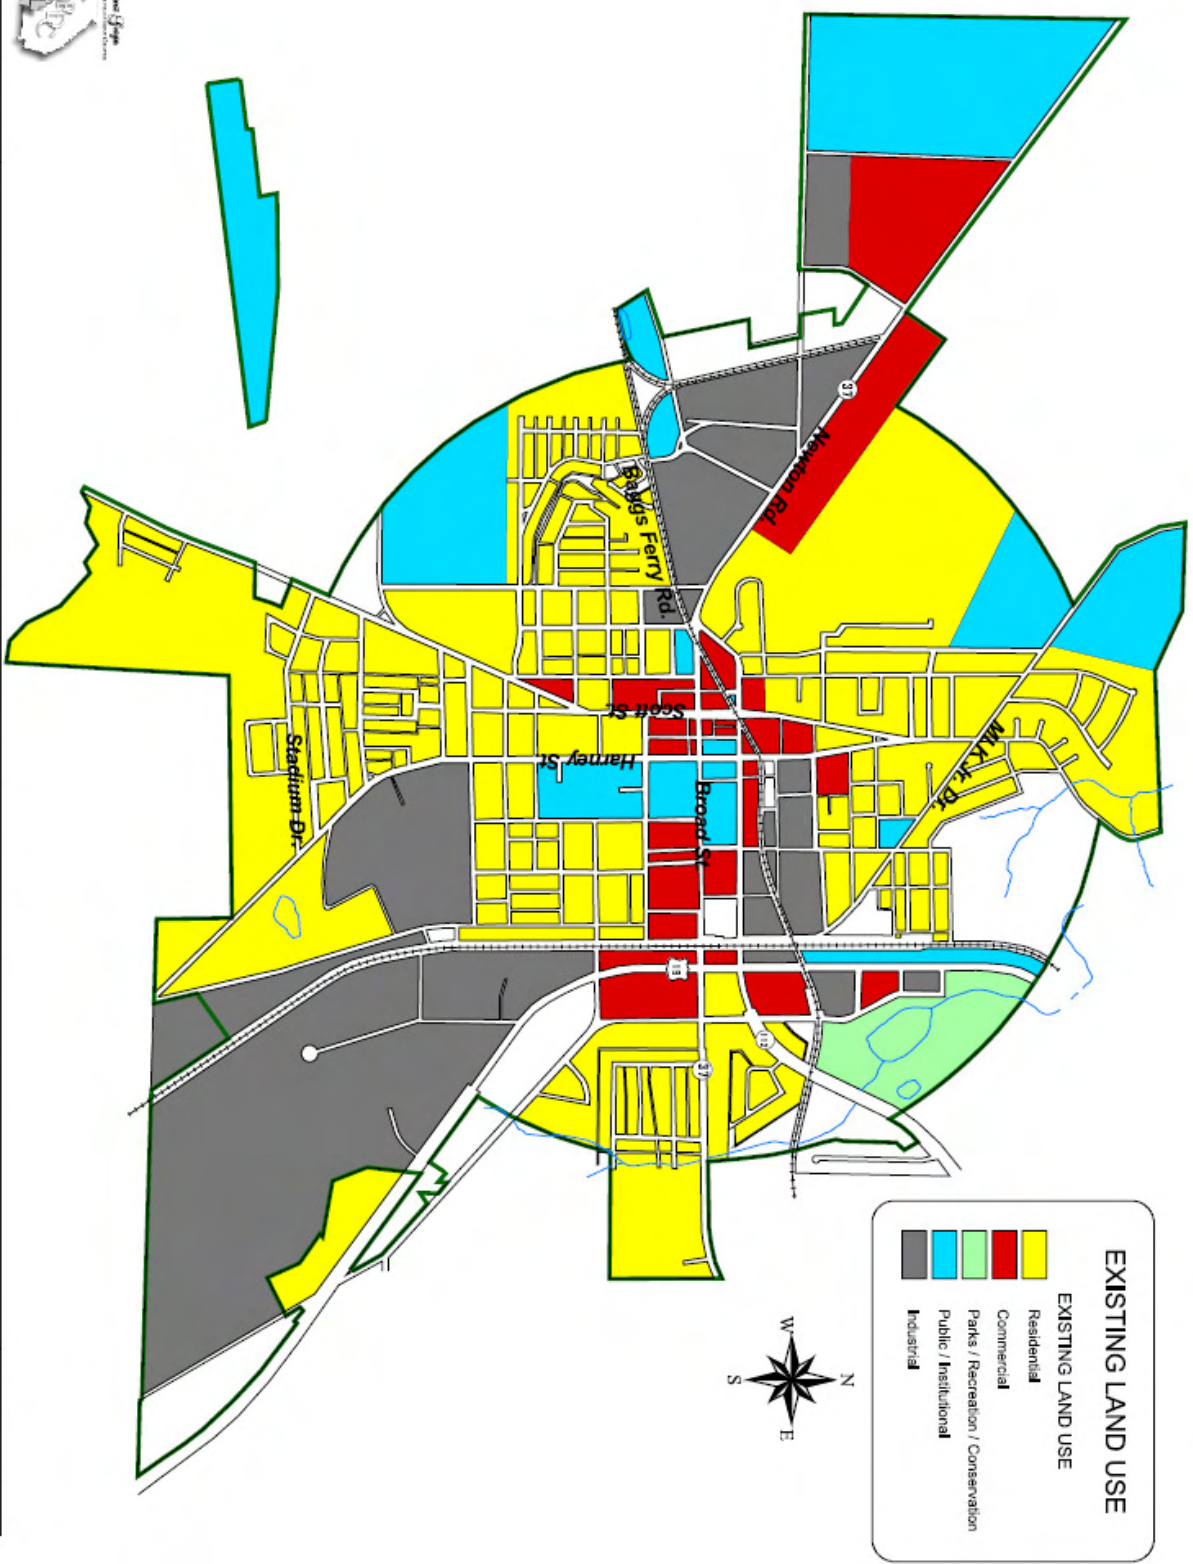 EXISTING LAND USE
EXISTING LAND USE
Residential
Commercial
Parks / Recreation / Conservation
Public / Institutional
Industrial
N
W
E
S
37
Newton Rd.
Baggs Ferry Rd.
MLK Jr. Dr.
Scott St.
Harney St
Broad St.
Stadium Dr.
19
112
37